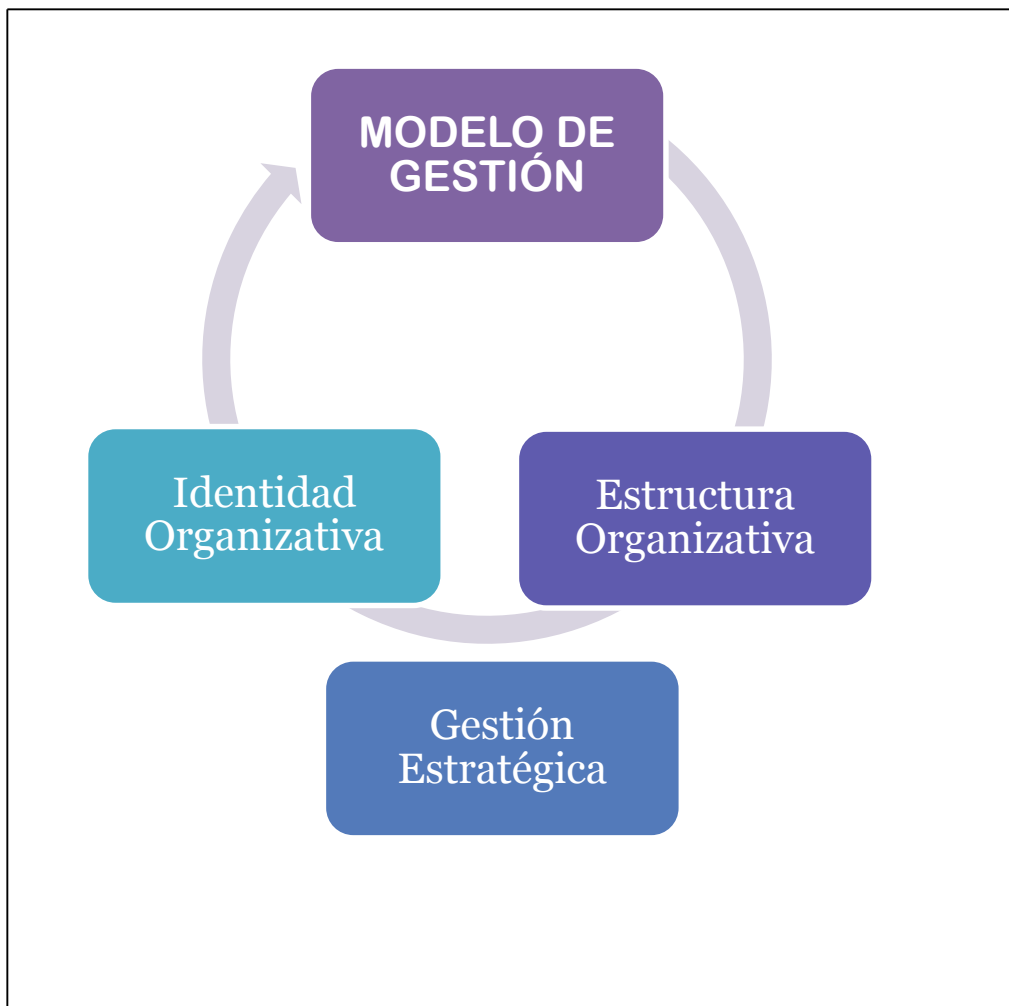 MODELO DE
GESTIÓN
Identidad
Organizativa
Estructura
Organizativa
Gestión
Estratégica